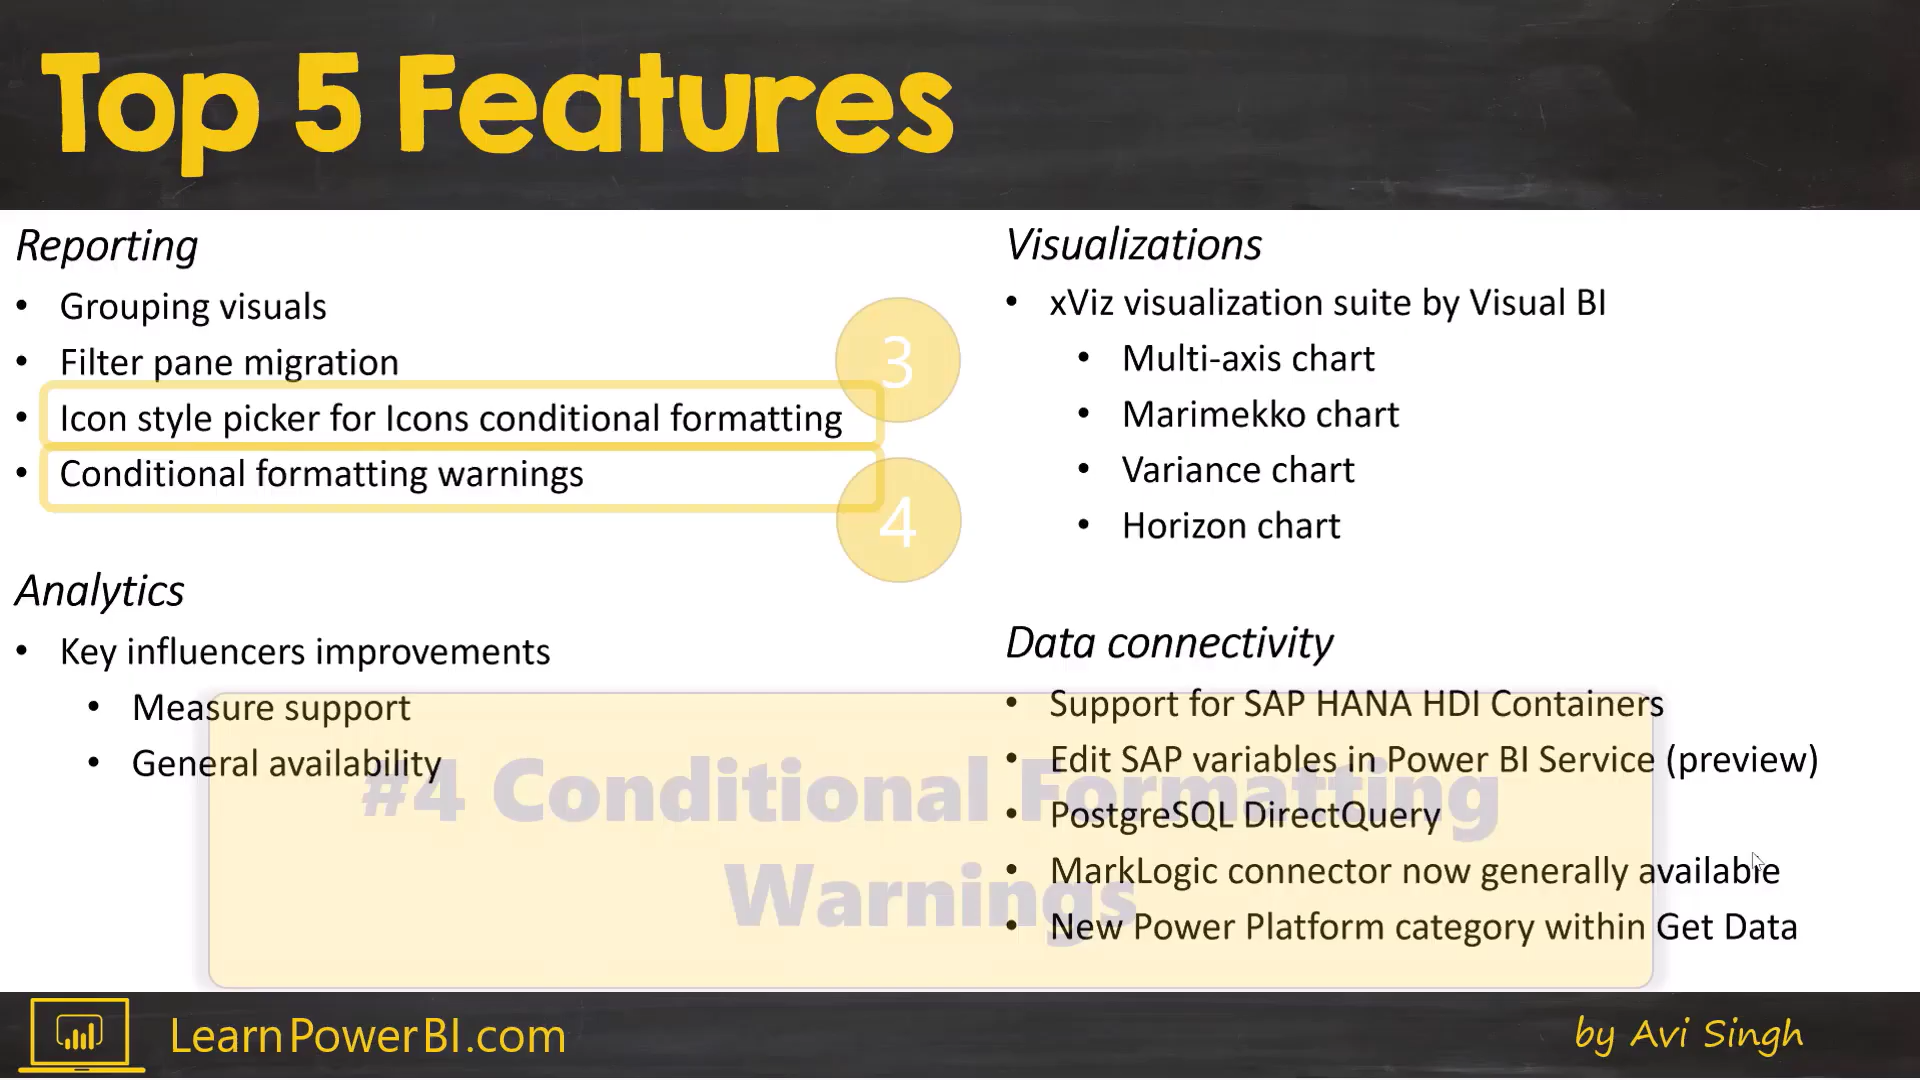 Top 5 Features
Reporting
• Grouping visuals
• Filter pane migration
• Icon style picker for Icons conditional formatting
• Conditional formatting warnings
3
4
Analytics
• Key influencers improvements
• Measure support
• General availability
Visualizations
• xViz visualization suite by Visual BI
• Multi-axis chart
• Marimekko chart
• Variance chart
• Horizon chart
Data connectivity
• Support for SAP HANA HDI Containers
• Edit SAP variables in Power BI Service (preview)
• PostgreSQL DirectQuery
• MarkLogic connector now generally available
• New Power Platform category within Get Data
#4 Conditional Formatting
Warnings
LearnPowerBI.com
by Avi Singh